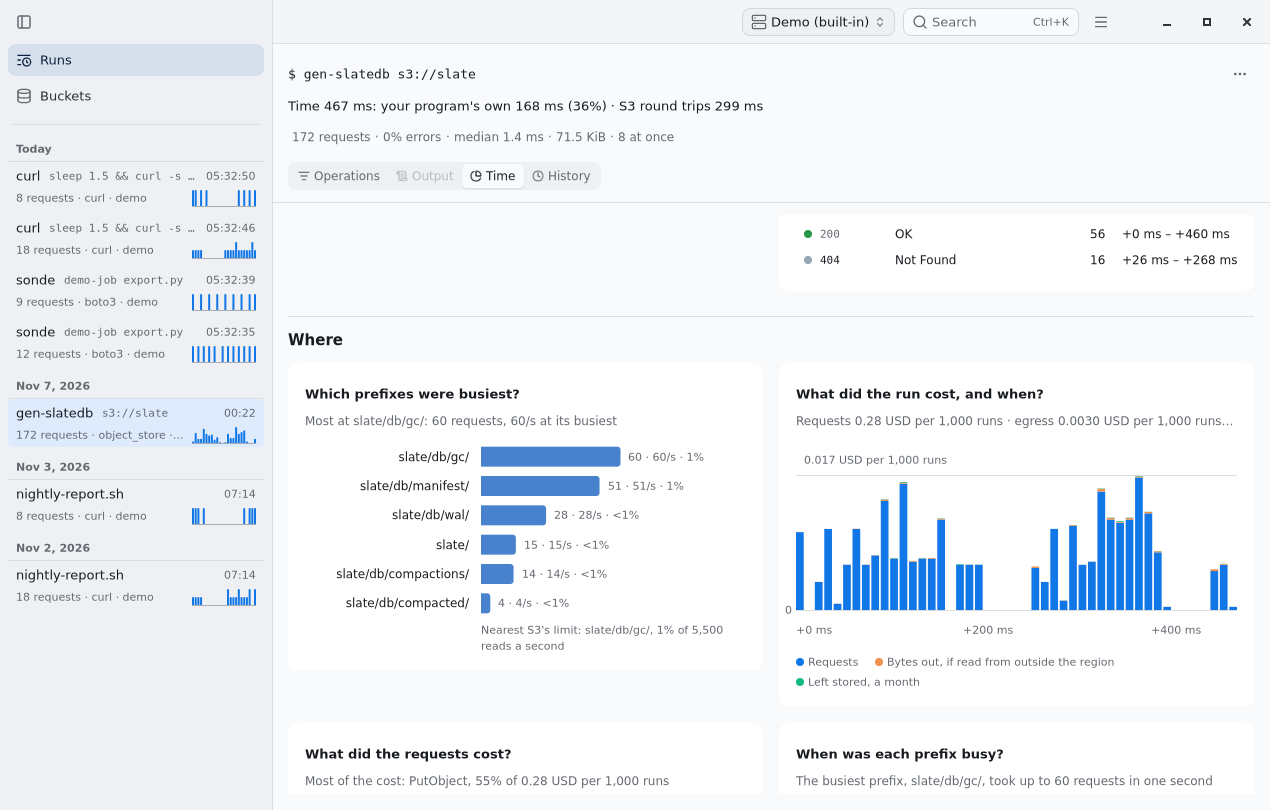 Demo (built-in)
Search
Ctrl+K
Runs
Buckets
Today
curl sleep 1.5 && curl -s … 05:32:50
8 requests · curl · demo
curl sleep 1.5 && curl -s … 05:32:46
18 requests · curl · demo
sonde demo-job export.py 05:32:39
9 requests · boto3 · demo
sonde demo-job export.py 05:32:35
12 requests · boto3 · demo
Nov 7, 2026
gen-slatedb s3://slate 00:22
172 requests · object_store ·…
Nov 3, 2026
nightly-report.sh 07:14
8 requests · curl · demo
Nov 2, 2026
nightly-report.sh 07:14
18 requests · curl · demo
$ gen-slatedb s3://slate
Time 467 ms: your program's own 168 ms (36%) · S3 round trips 299 ms
172 requests · 0% errors · median 1.4 ms · 71.5 KiB · 8 at once
Operations Output Time History
200 OK 56 +0 ms – +460 ms
404 Not Found 16 +26 ms – +268 ms
Where
Which prefixes were busiest?
Most at slate/db/gc/: 60 requests, 60/s at its busiest
slate/db/gc/ 60 · 60/s · 1%
slate/db/manifest/ 51 · 51/s · 1%
slate/db/wal/ 28 · 28/s · <1%
slate/ 15 · 15/s · <1%
slate/db/compactions/ 14 · 14/s · <1%
slate/db/compacted/ 4 · 4/s · <1%
Nearest S3's limit: slate/db/gc/, 1% of 5,500
reads a second
What did the run cost, and when?
Requests 0.28 USD per 1,000 runs · egress 0.0030 USD per 1,000 runs…
0.017 USD per 1,000 runs
0
+0 ms +200 ms +400 ms
Requests Bytes out, if read from outside the region
Left stored, a month
What did the requests cost?
Most of the cost: PutObject, 55% of 0.28 USD per 1,000 runs
When was each prefix busy?
The busiest prefix, slate/db/gc/, took up to 60 requests in one second